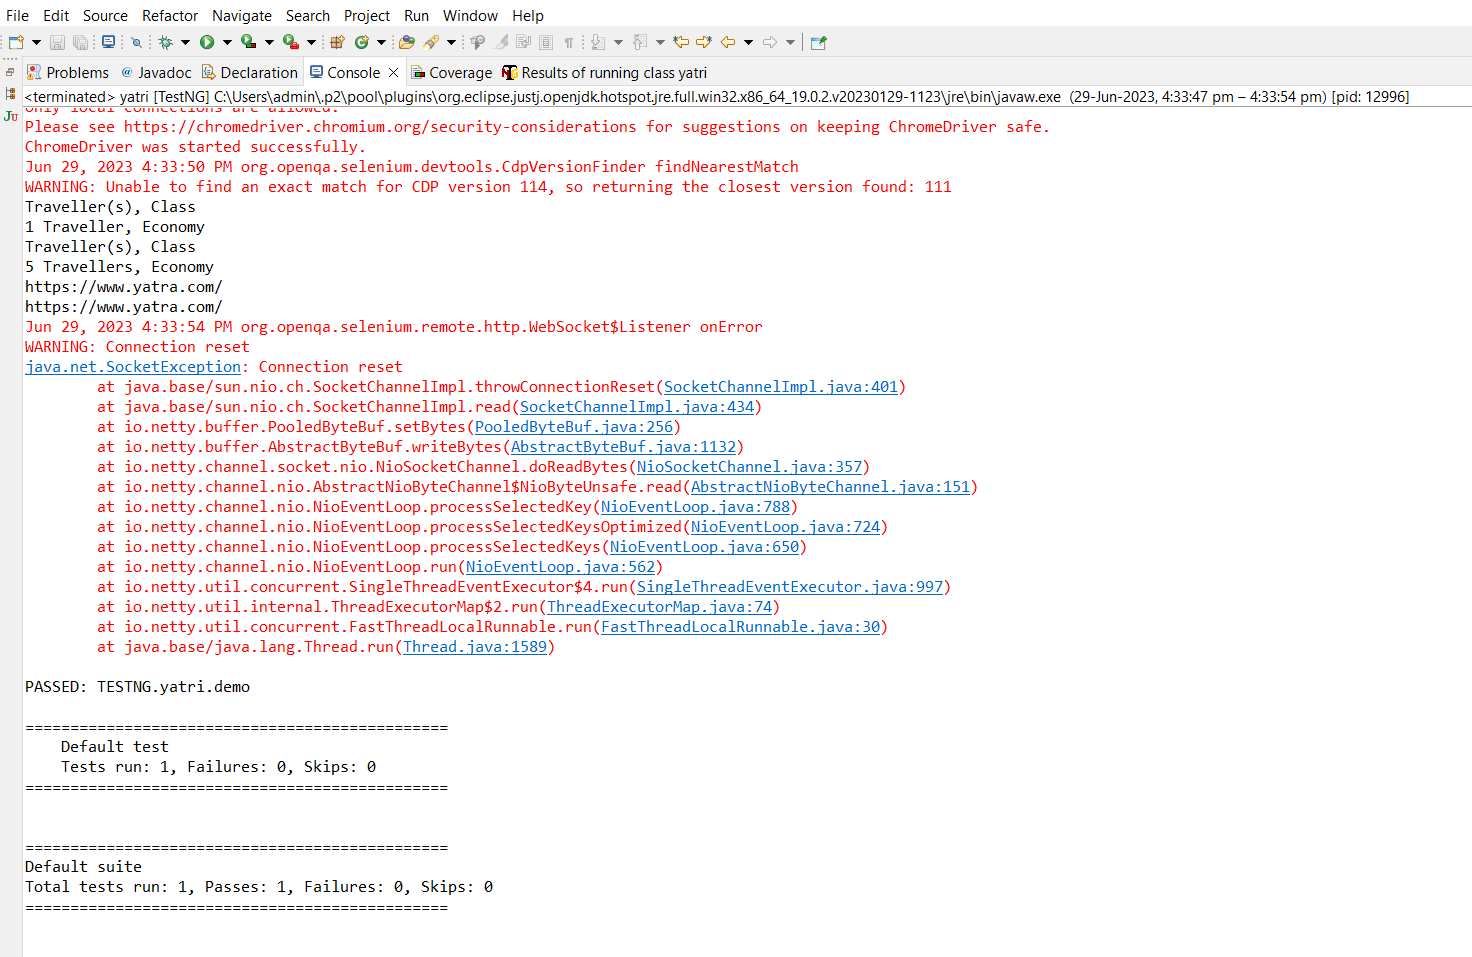 File Edit Source Refactor Navigate Search Project Run Window Help
Problems @ Javadoc Declaration Console Coverage Results of running class yatri
<terminated> yatri [TestNG] C:\Users\admin\.p2\pool\plugins\org.eclipse.justj.openjdk.hotspot.jre.full.win32.x86_64_19.0.2.v20230129-1123\jre\bin\javaw.exe (29-Jun-2023, 4:33:47 pm – 4:33:54 pm) [pid: 12996]
Only local connections are allowed.
Please see https://chromedriver.chromium.org/security-considerations for suggestions on keeping ChromeDriver safe.
ChromeDriver was started successfully.
Jun 29, 2023 4:33:50 PM org.openqa.selenium.devtools.CdpVersionFinder findNearestMatch
WARNING: Unable to find an exact match for CDP version 114, so returning the closest version found: 111
Traveller(s), Class
1 Traveller, Economy
Traveller(s), Class
5 Travellers, Economy
https://www.yatra.com/
https://www.yatra.com/
Jun 29, 2023 4:33:54 PM org.openqa.selenium.remote.http.WebSocket$Listener onError
WARNING: Connection reset
java.net.SocketException: Connection reset
at java.base/sun.nio.ch.SocketChannelImpl.throwConnectionReset(SocketChannelImpl.java:401)
at java.base/sun.nio.ch.SocketChannelImpl.read(SocketChannelImpl.java:434)
at io.netty.buffer.PooledByteBuf.setBytes(PooledByteBuf.java:256)
at io.netty.buffer.AbstractByteBuf.writeBytes(AbstractByteBuf.java:1132)
at io.netty.channel.socket.nio.NioSocketChannel.doReadBytes(NioSocketChannel.java:357)
at io.netty.channel.nio.AbstractNioByteChannel$NioByteUnsafe.read(AbstractNioByteChannel.java:151)
at io.netty.channel.nio.NioEventLoop.processSelectedKey(NioEventLoop.java:788)
at io.netty.channel.nio.NioEventLoop.processSelectedKeysOptimized(NioEventLoop.java:724)
at io.netty.channel.nio.NioEventLoop.processSelectedKeys(NioEventLoop.java:650)
at io.netty.channel.nio.NioEventLoop.run(NioEventLoop.java:562)
at io.netty.util.concurrent.SingleThreadEventExecutor$4.run(SingleThreadEventExecutor.java:997)
at io.netty.util.internal.ThreadExecutorMap$2.run(ThreadExecutorMap.java:74)
at io.netty.util.concurrent.FastThreadLocalRunnable.run(FastThreadLocalRunnable.java:30)
at java.base/java.lang.Thread.run(Thread.java:1589)
PASSED: TESTNG.yatri.demo
===============================================
Default test
Tests run: 1, Failures: 0, Skips: 0
===============================================
===============================================
Default suite
Total tests run: 1, Passes: 1, Failures: 0, Skips: 0
===============================================